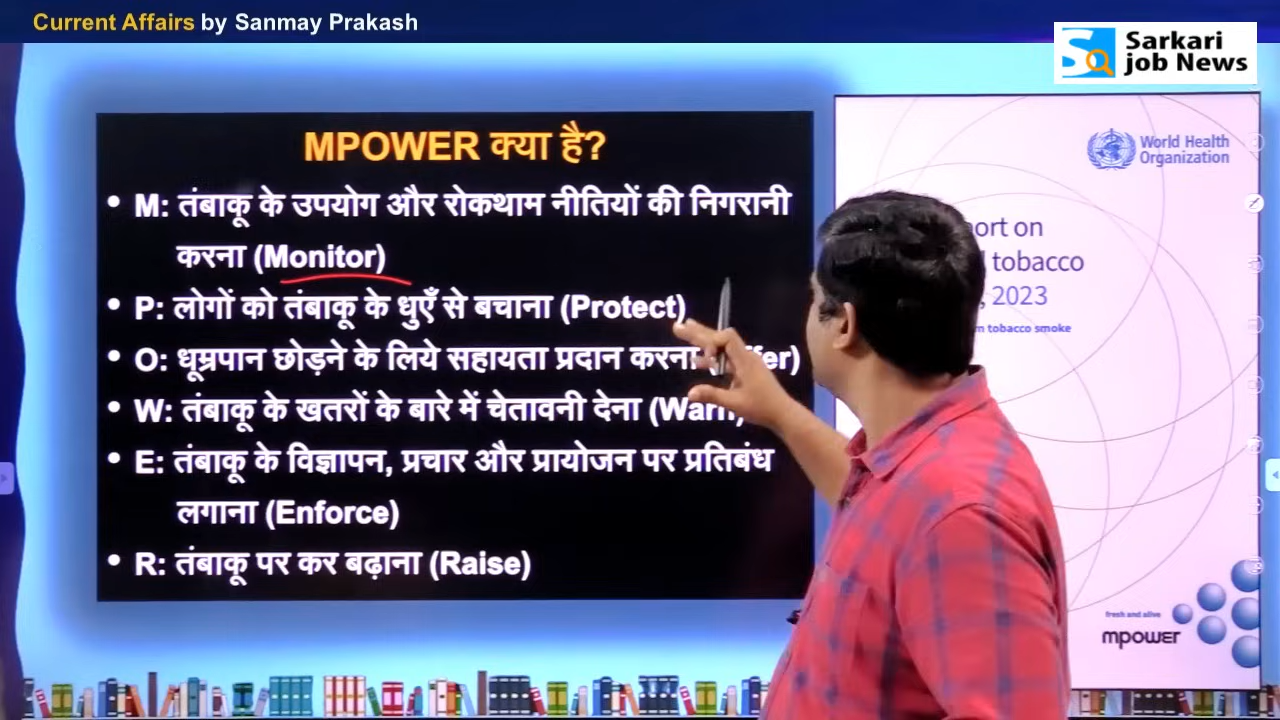 Current Affairs by Sanmay Prakash
Sarkari
job News
MPOWER क्या है?
• M: तंबाकू के उपयोग और रोकथाम नीतियों की निगरानी
करना (Monitor)
• P: लोगों को तंबाकू के धुएँ से बचाना (Protect)
• O: धूम्रपान छोड़ने के लिये सहायता प्रदान करना
• W: तंबाकू के खतरों के बारे में चेतावनी देना (Warn)
• E: तंबाकू के विज्ञापन, प्रचार और प्रायोजन पर प्रतिबंध
लगाना (Enforce)
• R: तंबाकू पर कर बढ़ाना (Raise)
World Health
Organization
on
tobacco
2023
tobacco smoke
fresh and alive
mpower